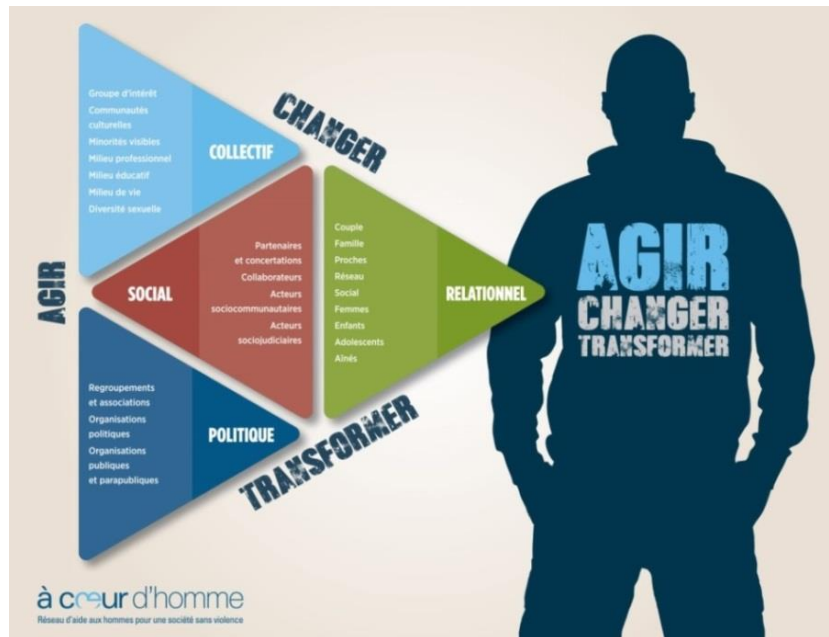 Groupe d'intérêt
Communautés
culturelles
Minorités visibles
Milieu professionnel
Milieu éducatif
Milieu de vie
Diversité sexuelle
COLLECTIF
CHANGER
AGIR
SOCIAL
Partenaires
et concertations
Collaborateurs
Acteurs
sociocommunautaires
Acteurs
sociojudiciaires
Couple
Famille
Proches
Réseau
Social
Femmes
Enfants
Adolescents
Aînés
RELATIONNEL
Regroupements
et associations
Organisations
politiques
Organisations
publiques
et parapubliques
POLITIQUE
TRANSFORMER
AGIR
CHANGER
TRANSFORMER
à cœur d'homme
Réseau d'aide aux hommes pour une société sans violence